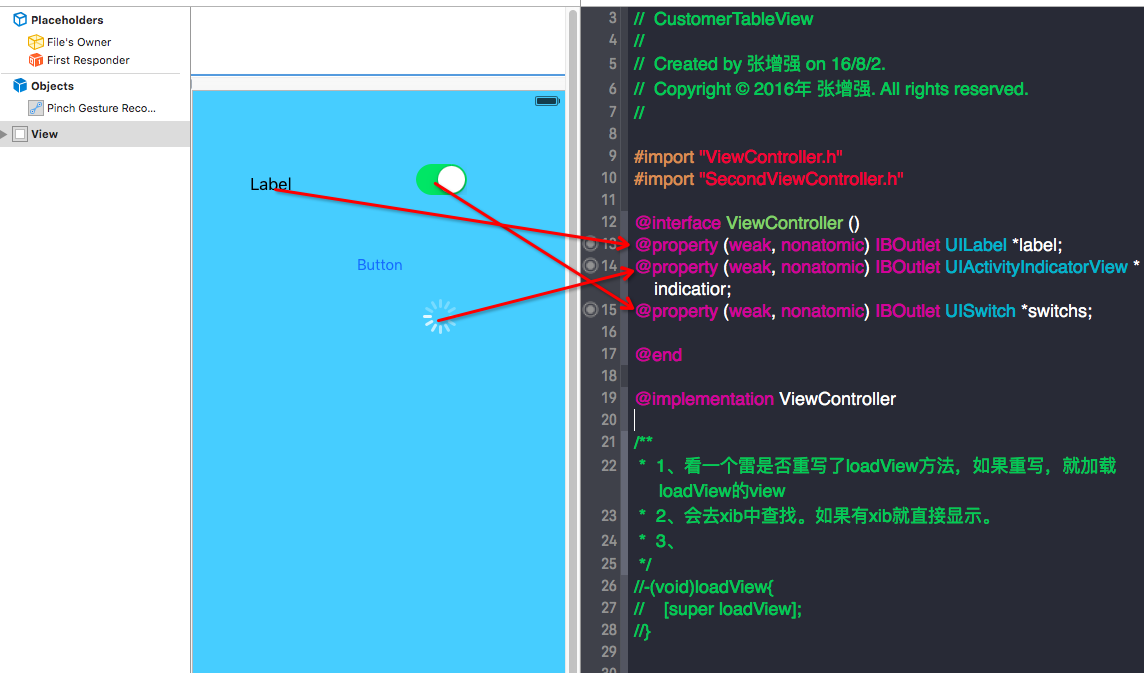 Placeholders
File's Owner
First Responder
Objects
Pinch Gesture Reco...
View
Label
Button
3 // CustomerTableView
4 //
5 // Created by 张增强 on 16/8/2.
6 // Copyright © 2016年 张增强. All rights reserved.
7 //
8
9 #import "ViewController.h"
10 #import "SecondViewController.h"
11
12 @interface ViewController ()
13 @property (weak, nonatomic) IBOutlet UILabel *label;
14 @property (weak, nonatomic) IBOutlet UIActivityIndicatorView *
indicatior;
15 @property (weak, nonatomic) IBOutlet UISwitch *switchs;
16
17 @end
18
19 @implementation ViewController
20
21 /**
22 * 1、看一个雷是否重写了loadView方法，如果重写，就加载
loadView的view
23 * 2、会去xib中查找。如果有xib就直接显示。
24 * 3、
25 */
26 //-(void)loadView{
27 // [super loadView];
28 //}
29
30